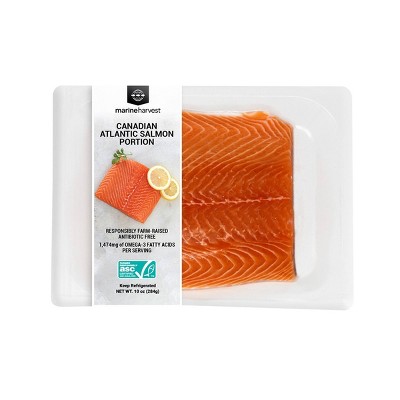 marineharvest
CANADIAN
ATLANTIC SALMON
PORTION
RESPONSIBLY FARM-RAISED
ANTIBIOTIC FREE
1,474mg of OMEGA-3 FATTY ACIDS
PER SERVING
asc
Keep Refrigerated
NET WT. 10 oz (284g)